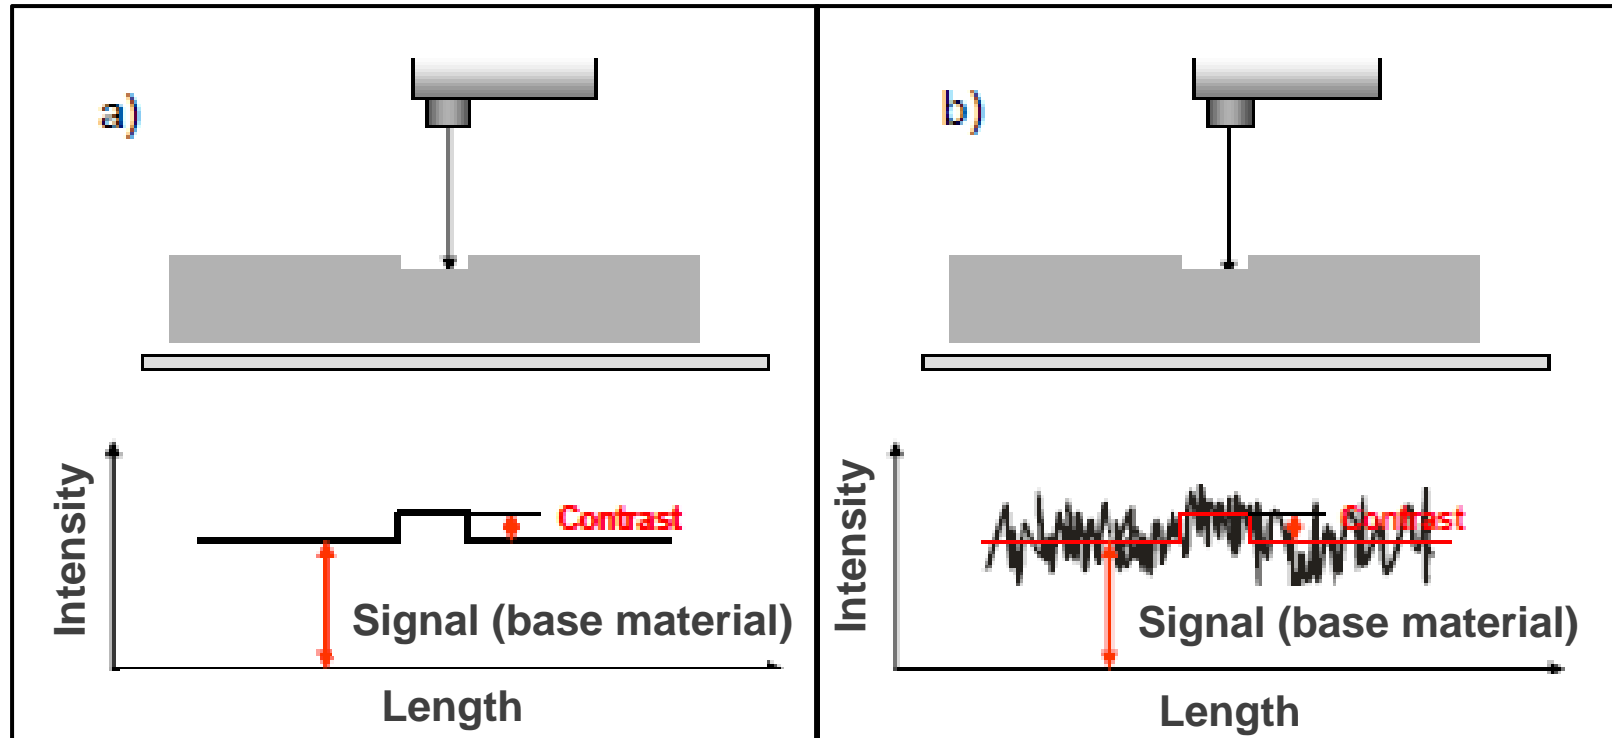 a)
Intensity
Contrast
Signal (base material)
Length
b)
Intensity
Contrast
Signal (base material)
Length